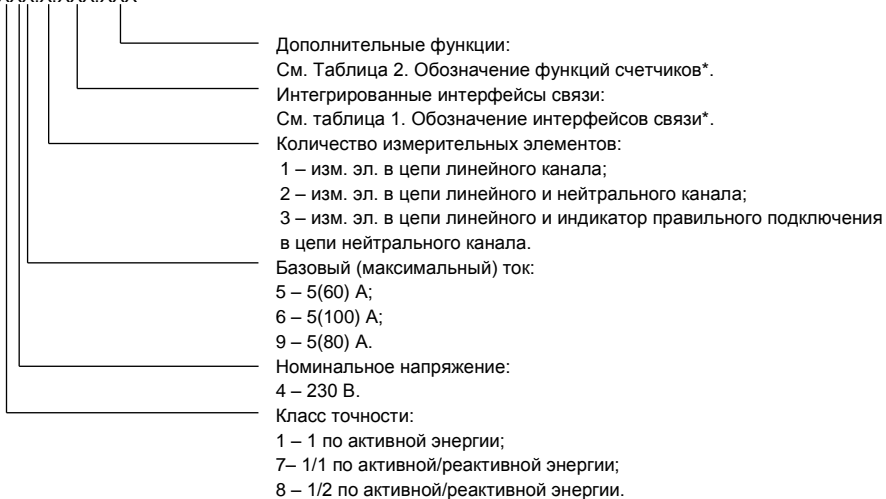 Дополнительные функции:
См. Таблица 2. Обозначение функций счетчиков*.
Интегрированные интерфейсы связи:
См. таблица 1. Обозначение интерфейсов связи*.
Количество измерительных элементов:
1 – изм. эл. в цепи линейного канала;
2 – изм. эл. в цепи линейного и нейтрального канала;
3 – изм. эл. в цепи линейного и индикатор правильного подключения
в цепи нейтрального канала.
Базовый (максимальный) ток:
5 – 5(60) А;
6 – 5(100) А;
9 – 5(80) А.
Номинальное напряжение:
4 – 230 В.
Класс точности:
1 – 1 по активной энергии;
7– 1/1 по активной/реактивной энергии;
8 – 1/2 по активной/реактивной энергии.